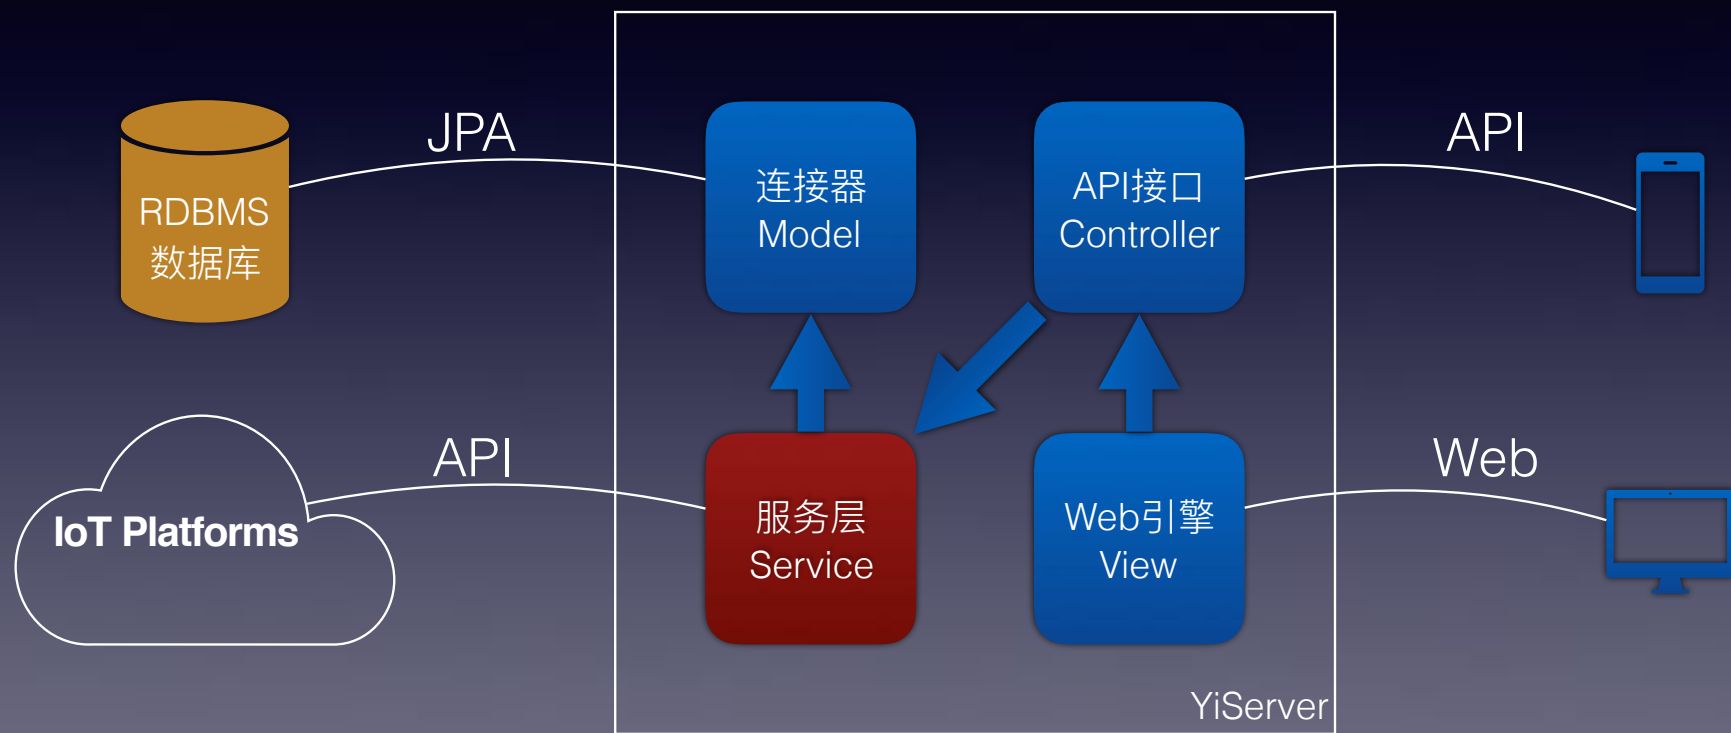 JPA
API
RDBMS
数据库
连接器
Model
API接口
Controller
API
Web
IoT Platforms
服务层
Service
Web引擎
View
YiServer